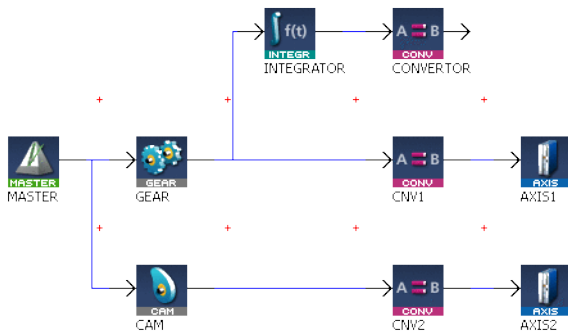 f(t)
A B
INTEGR
CONV
INTEGRATOR
CONVERTOR
A B
MASTER
GEAR
CONV
AXIS
MASTER
GEAR
CNV1
AXIS1
A B
CAM
CONV
AXIS
CAM
CNV2
AXIS2